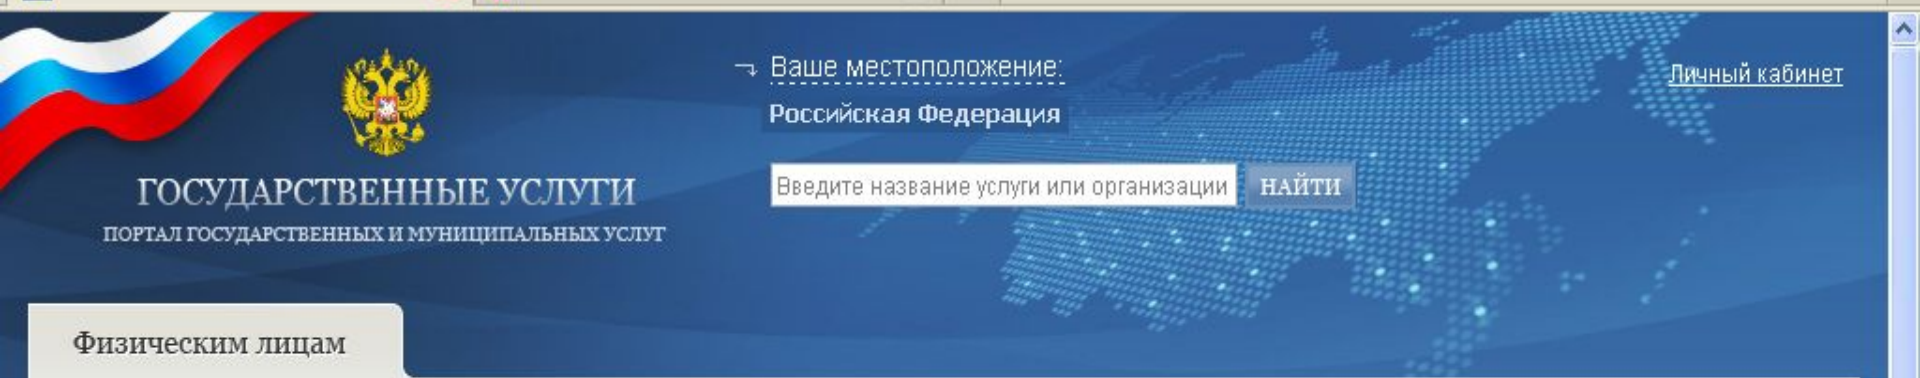 Ваше местоположение:
Личный кабинет
Российская Федерация
ГОСУДАРСТВЕННЫЕ УСЛУГИ
Введите название услуги или организации
НАЙТИ
ПОРТАЛ ГОСУДАРСТВЕННЫХ И МУНИЦИПАЛЬНЫХ УСЛУГ
Физическим лицам